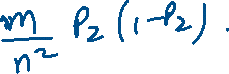 m/n² P₂ (1-P₂).